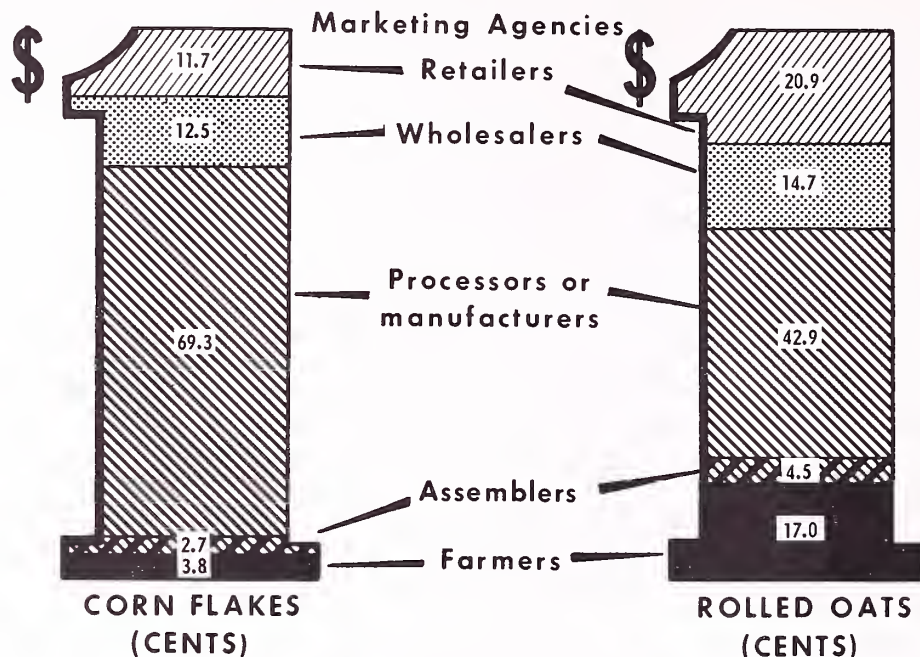 $
Marketing Agencies
$
11.7
Retailers
20.9
12.5
Wholesalers
14.7
Processors or
manufacturers
69.3
42.9
Assemblers
4.5
2.7
17.0
3.8
Farmers
CORN FLAKES
(CENTS)
ROLLED OATS
(CENTS)